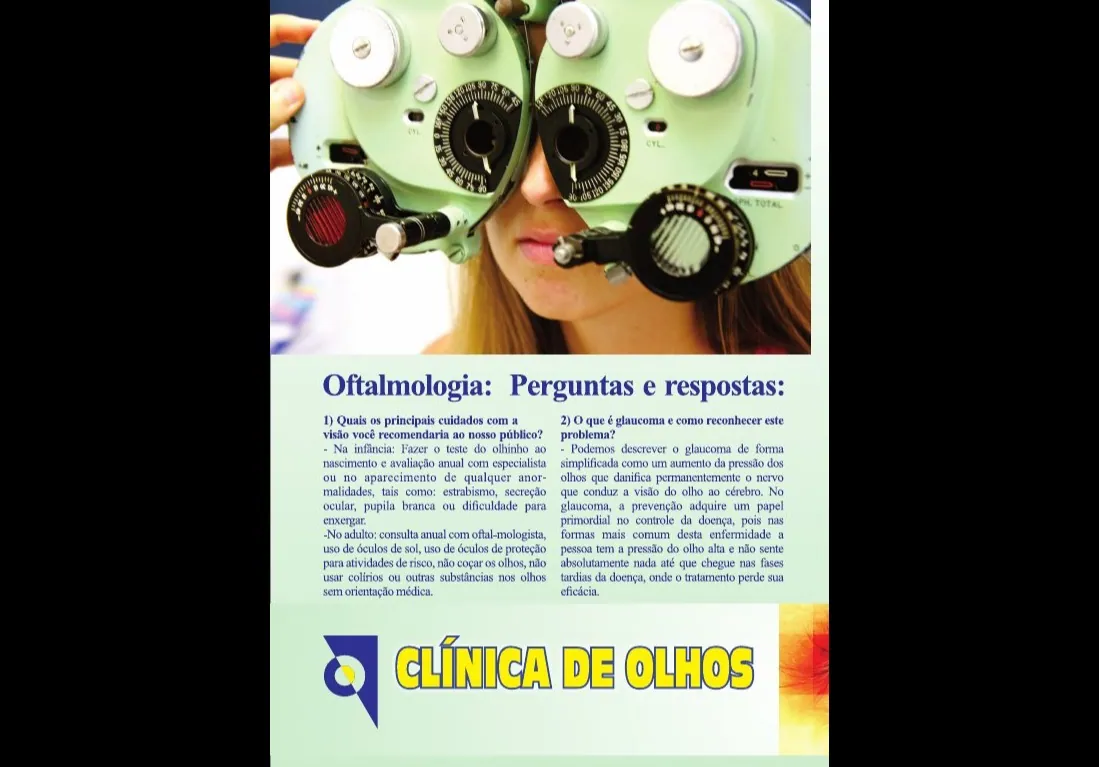 CYL.
CYL.
SPH. TOTAL
Oftalmologia: Perguntas e respostas:
1) Quais os principais cuidados com a
visão você recomendaria ao nosso público?
- Na infância: Fazer o teste do olhinho ao
nascimento e avaliação anual com especialista
ou no aparecimento de qualquer anor-
malidades, tais como: estrabismo, secreção
ocular, pupila branca ou dificuldade para
enxergar.
-No adulto: consulta anual com oftal-mologista,
uso de óculos de sol, uso de óculos de proteção
para atividades de risco, não coçar os olhos, não
usar colírios ou outras substâncias nos olhos
sem orientação médica.
2) O que é glaucoma e como reconhecer este
problema?
- Podemos descrever o glaucoma de forma
simplificada como um aumento da pressão dos
olhos que danifica permanentemente o nervo
que conduz a visão do olho ao cérebro. No
glaucoma, a prevenção adquire um papel
primordial no controle da doença, pois nas
formas mais comum desta enfermidade a
pessoa tem a pressão do olho alta e não sente
absolutamente nada até que chegue nas fases
tardias da doença, onde o tratamento perde sua
eficácia.
CLÍNICA DE OLHOS